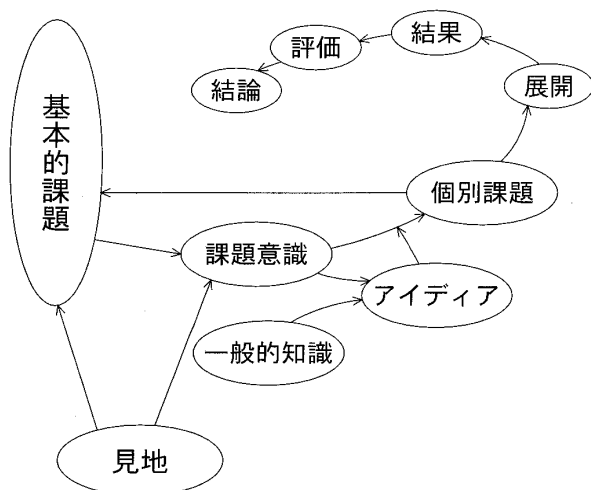 結果
評価
結論
展開
基本的課題
個別課題
課題意識
アイディア
一般的知識
見地